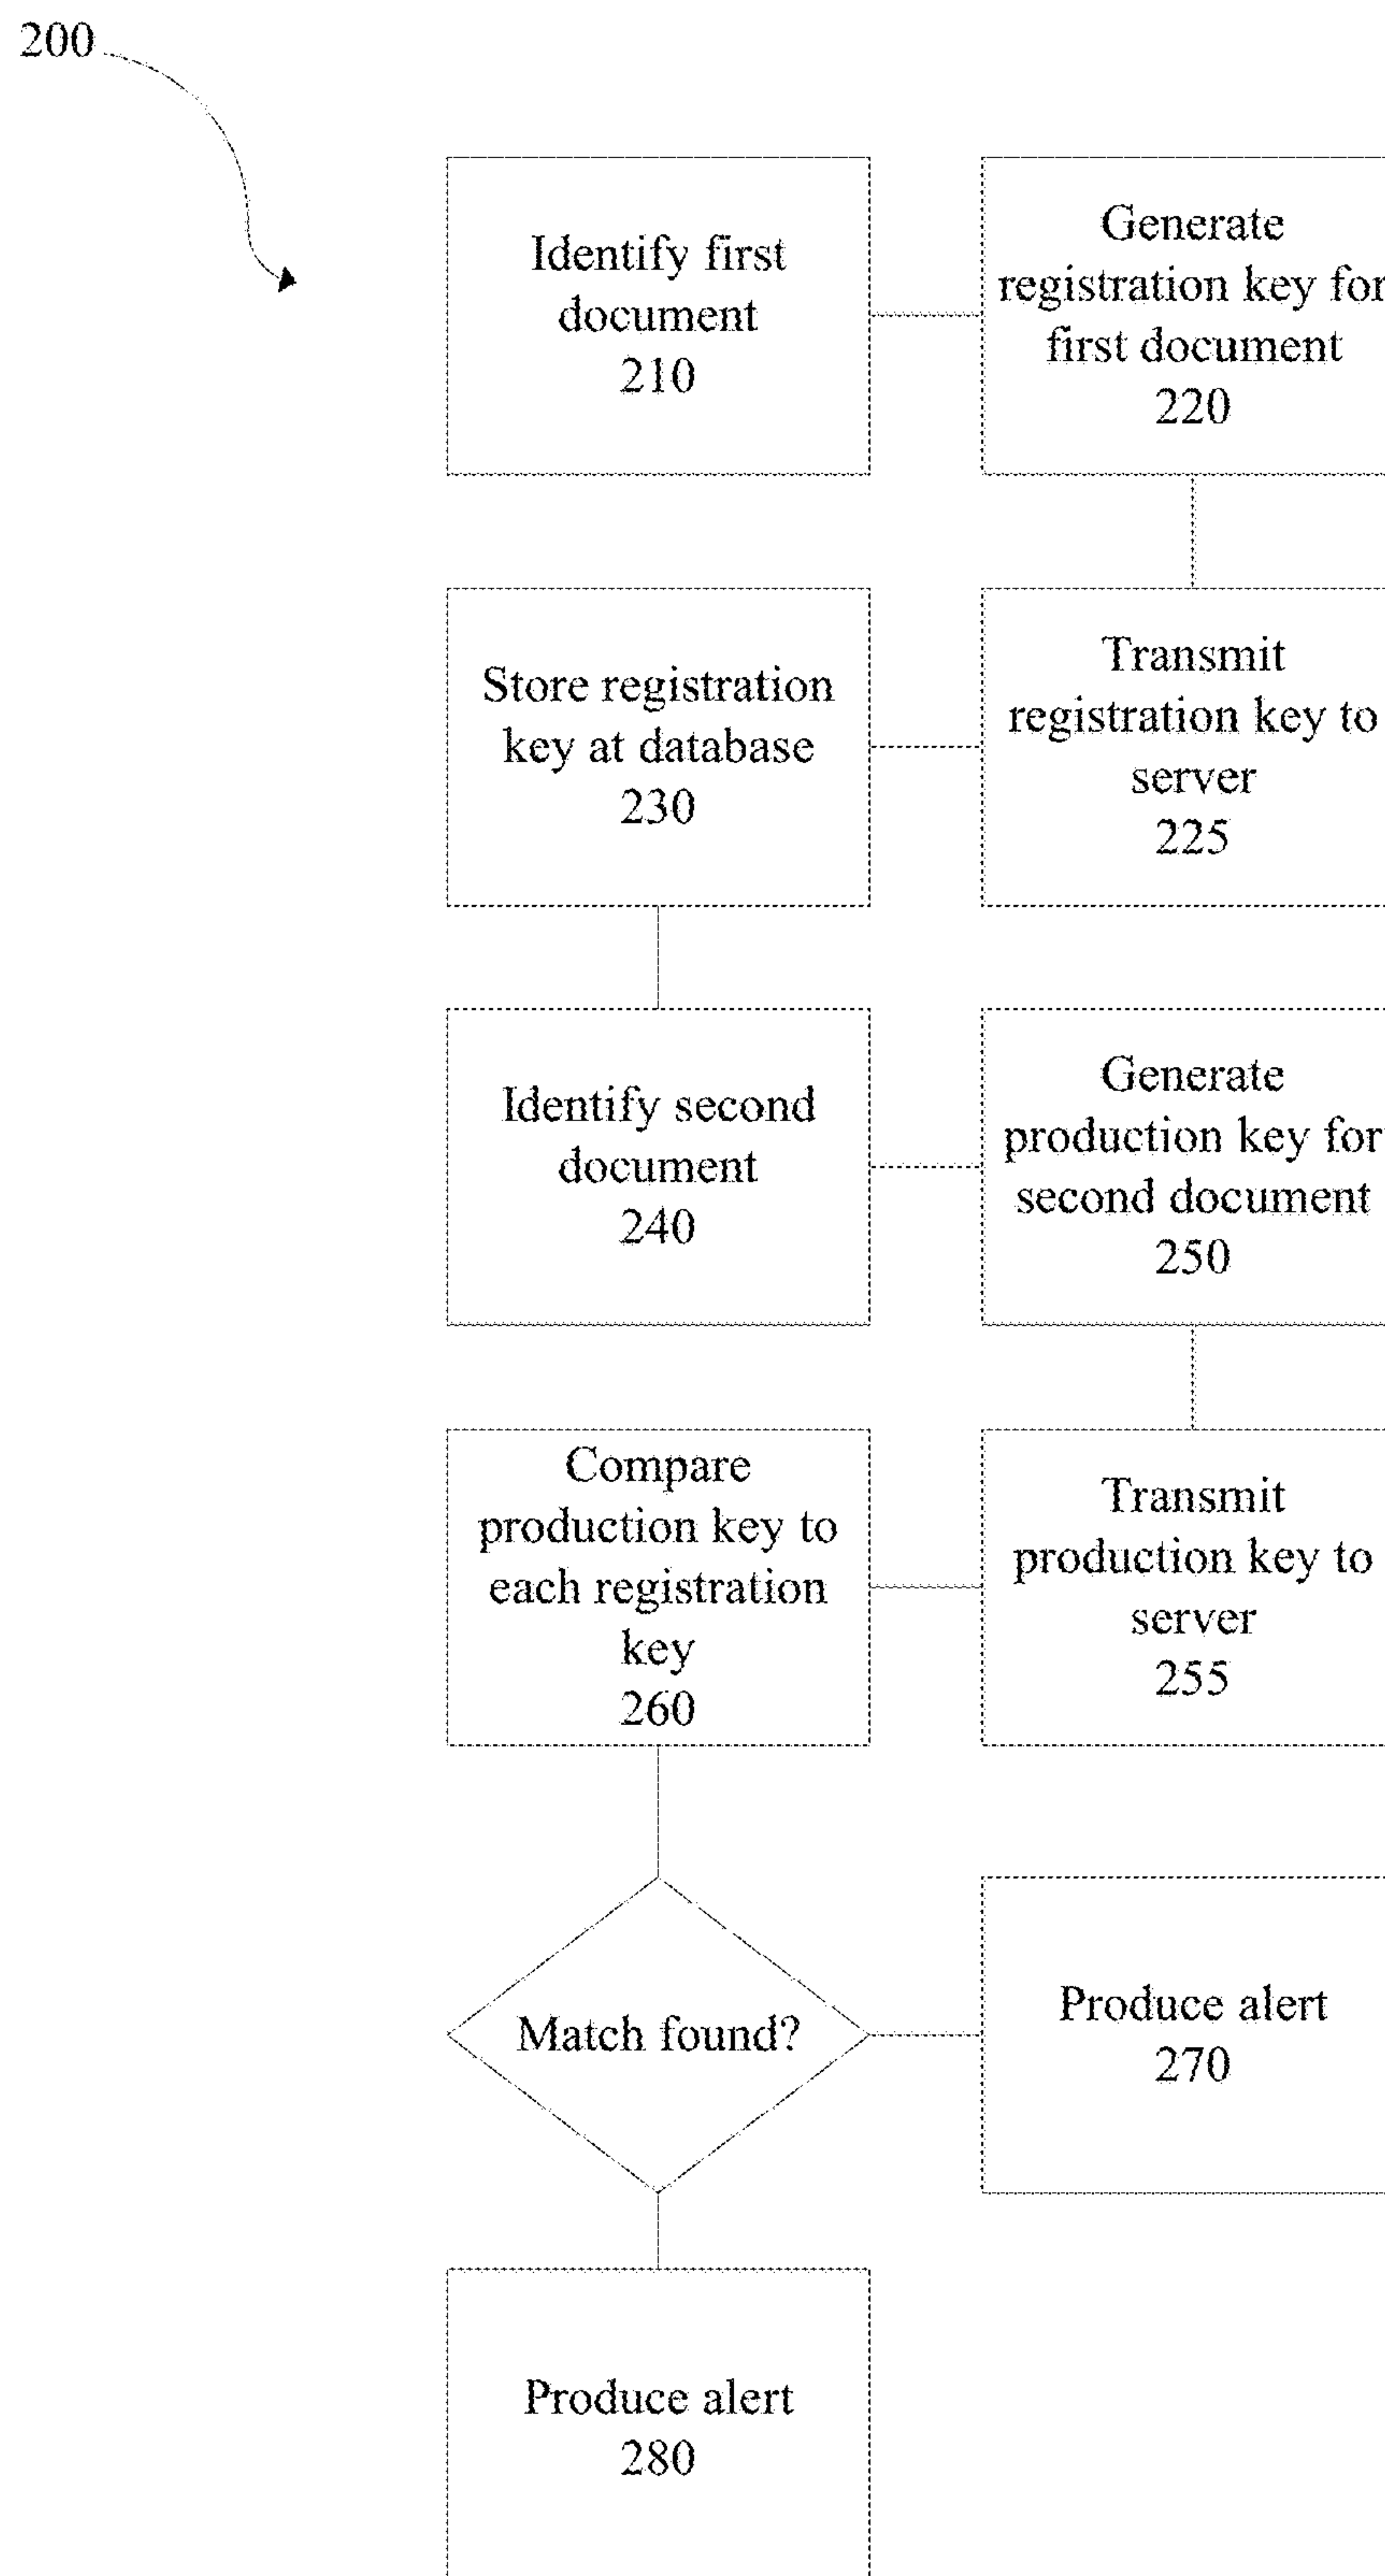 200
Identify first
document
210
Generate
registration key for
first document
220
Store registration
key at database
230
Transmit
registration key to
server
225
Identify second
document
240
Generate
production key for
second document
250
Compare
production key to
each registration
key
260
Transmit
production key to
server
255
Match found?
Produce alert
270
Produce alert
280